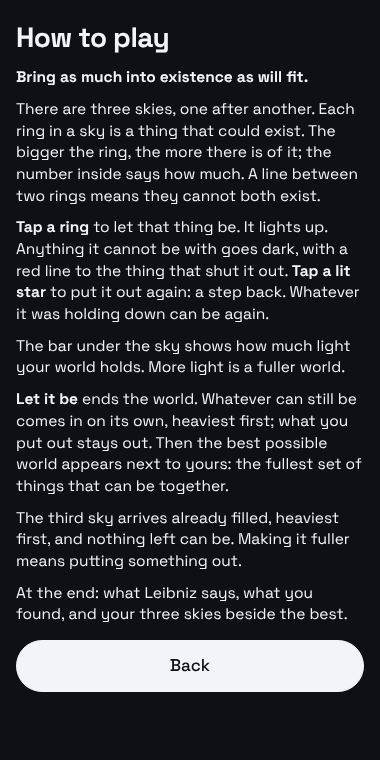 How to play
Bring as much into existence as will fit.
There are three skies, one after another. Each
ring in a sky is a thing that could exist. The
bigger the ring, the more there is of it; the
number inside says how much. A line between
two rings means they cannot both exist.
Tap a ring to let that thing be. It lights up.
Anything it cannot be with goes dark, with a
red line to the thing that shut it out. Tap a lit
star to put it out again: a step back. Whatever
it was holding down can be again.
The bar under the sky shows how much light
your world holds. More light is a fuller world.
Let it be ends the world. Whatever can still be
comes in on its own, heaviest first; what you
put out stays out. Then the best possible
world appears next to yours: the fullest set of
things that can be together.
The third sky arrives already filled, heaviest
first, and nothing left can be. Making it fuller
means putting something out.
At the end: what Leibniz says, what you
found, and your three skies beside the best.
Back